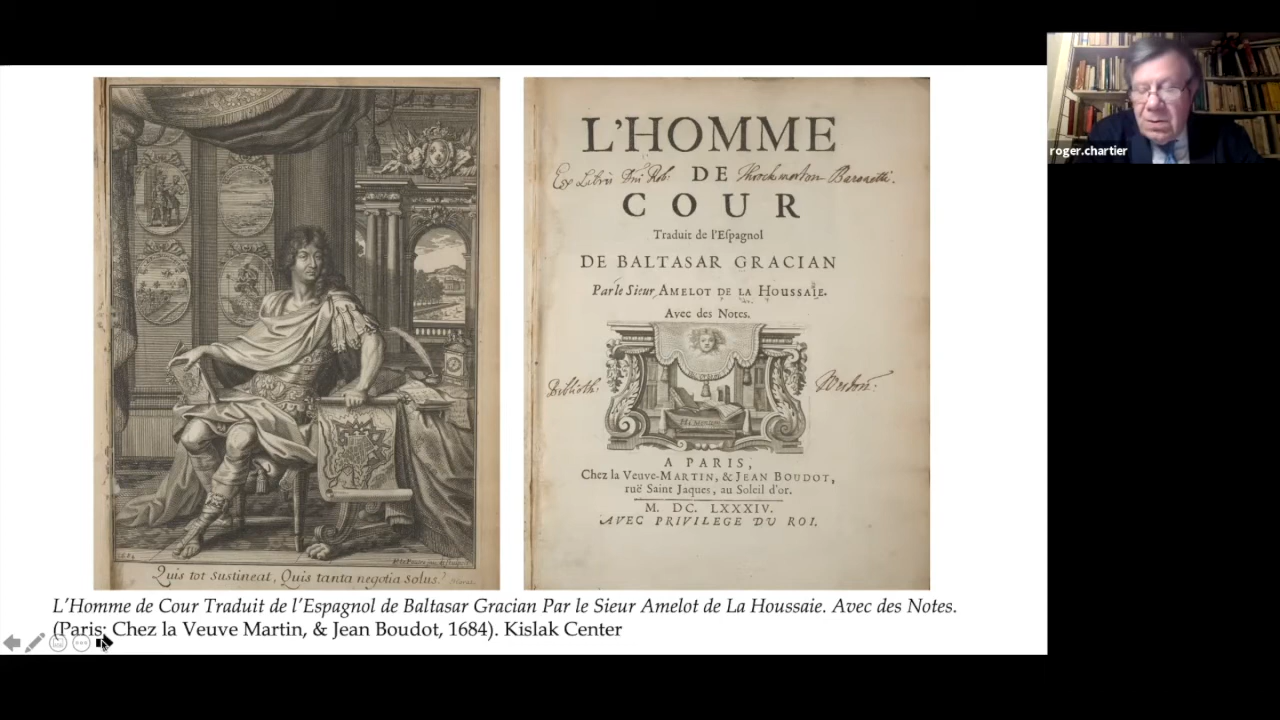 roger.chartier
L'HOMME
Ex Libris Dni Rob: DE Throckmorton Baronetti.
COUR
Traduit de l'Eſpagnol
DE BALTASAR GRACIAN
Par le Sieur AMELOT DE LA HOUSSAIE.
Avec des Notes.
Biblioth:
A PARIS,
Chez la Veuve-MARTIN, & JEAN BOUDOT,
ruë Saint Jaques, au Soleil d'or.
M. DC. LXXXIV.
AVEC PRIVILEGE DU ROI.
Quis tot sustineat, Quis tanta negotia solus!
L'Homme de Cour Traduit de l'Espagnol de Baltasar Gracian Par le Sieur Amelot de La Houssaie. Avec des Notes.
(Paris: Chez la Veuve Martin, & Jean Boudot, 1684). Kislak Center